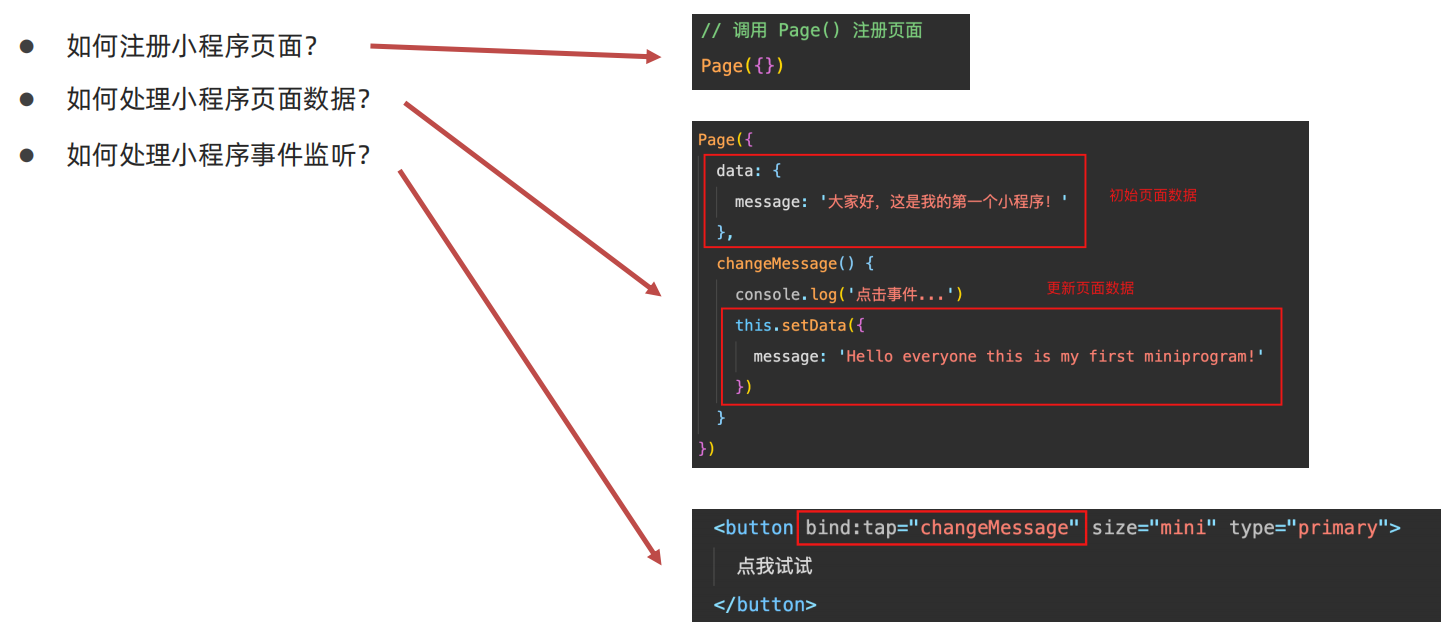 如何注册小程序页面？
如何处理小程序页面数据？
如何处理小程序事件监听？
// 调用 Page() 注册页面
Page({})
Page({
data: {
message: '大家好，这是我的第一个小程序！'
},
初始页面数据
changeMessage() {
console.log('点击事件...')
更新页面数据
this.setData({
message: 'Hello everyone this is my first miniprogram!'
})
}
})
<button bind:tap="changeMessage" size="mini" type="primary">
点我试试
</button>